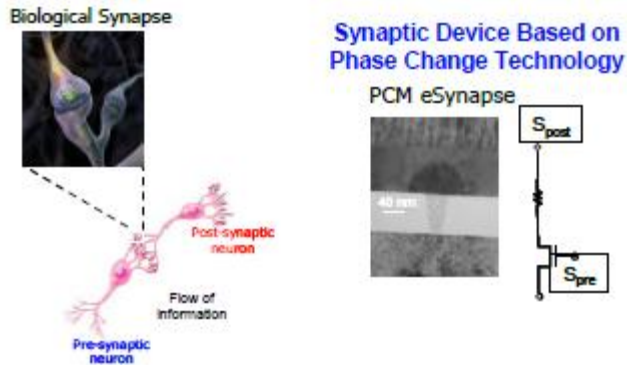 Biological Synapse
Post-synaptic
neuron
Flow of
information
Pre-synaptic
neuron
Synaptic Device Based on
Phase Change Technology
PCM eSynapse
40 nm
Spost
Spre